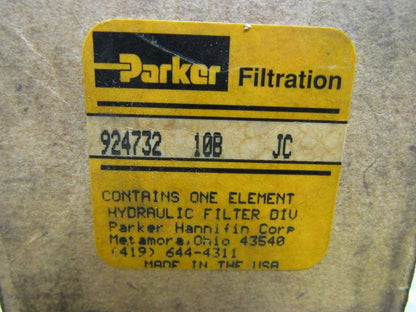 Parker Filtration
924732 10B JC
CONTAINS ONE ELEMENT
HYDRAULIC FILTER DIV
Parker Hannifin Corp
Metamora, Ohio 43540
(419) 644-4311
MADE IN THE USA